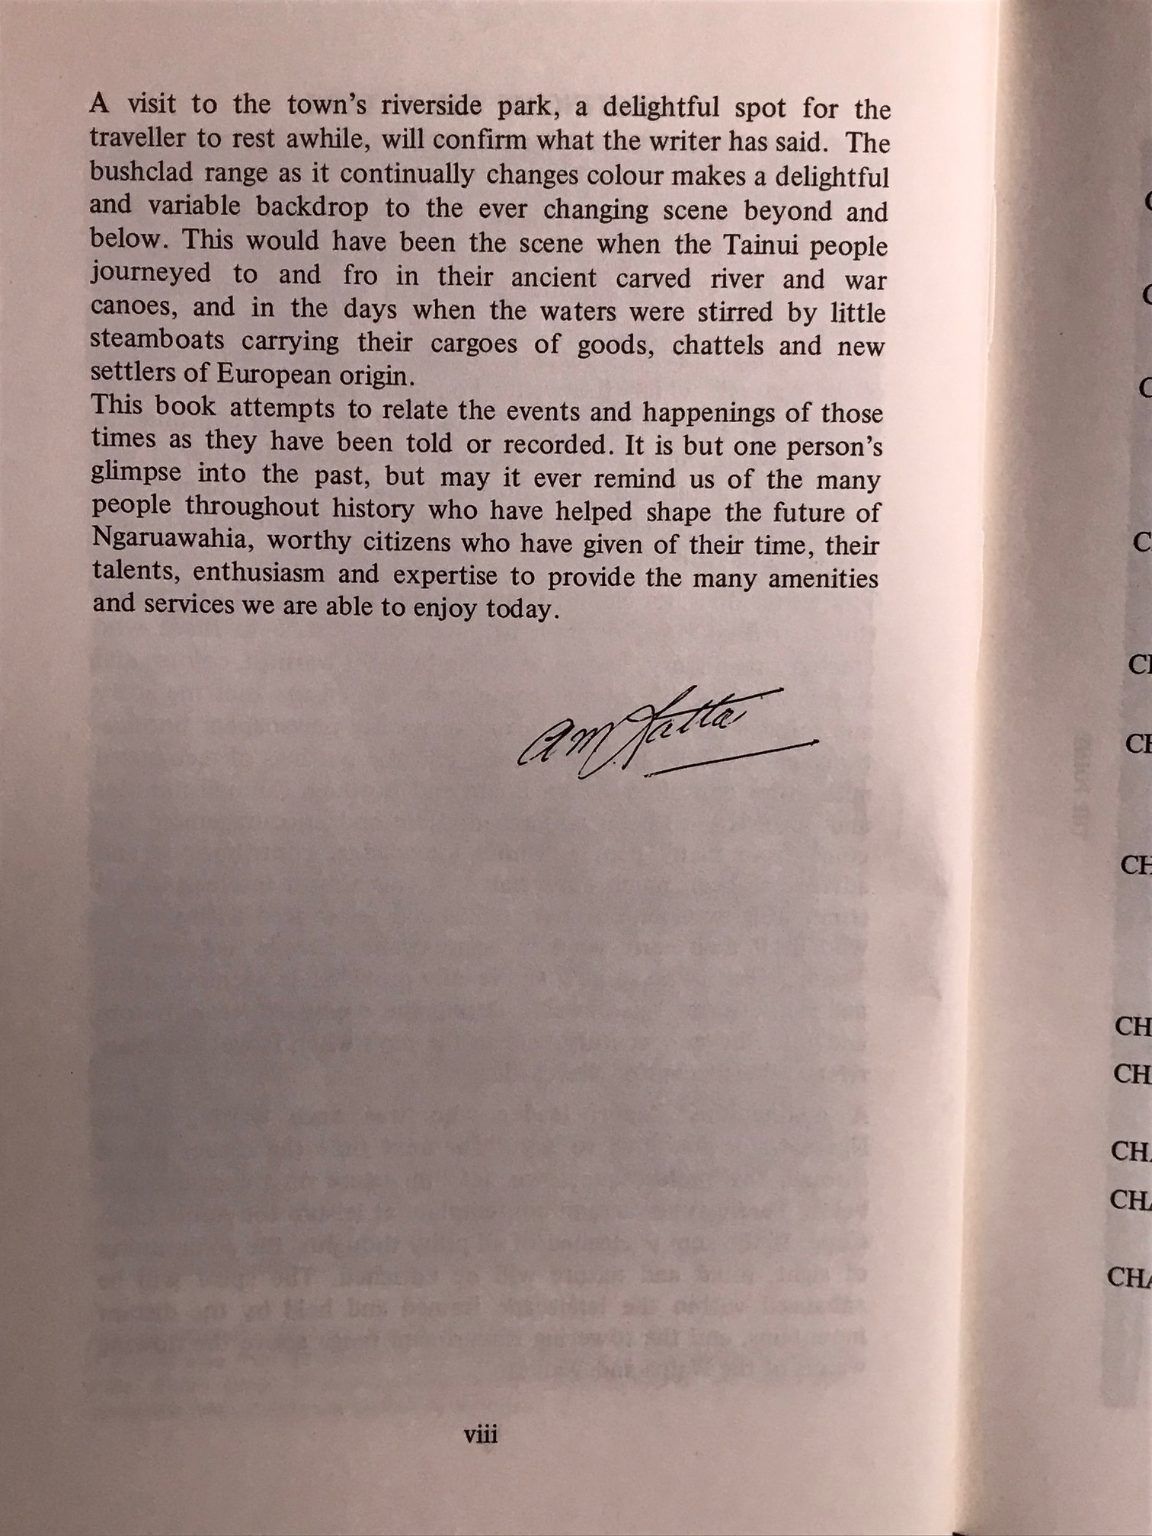 A visit to the town's riverside park, a delightful spot for the
traveller to rest awhile, will confirm what the writer has said. The
bushclad range as it continually changes colour makes a delightful
and variable backdrop to the ever changing scene beyond and
below. This would have been the scene when the Tainui people
journeyed to and fro in their ancient carved river and war
canoes, and in the days when the waters were stirred by little
steamboats carrying their cargoes of goods, chattels and new
settlers of European origin.
This book attempts to relate the events and happenings of those
times as they have been told or recorded. It is but one person's
glimpse into the past, but may it ever remind us of the many
people throughout history who have helped shape the future of
Ngaruawahia, worthy citizens who have given of their time, their
talents, enthusiasm and expertise to provide the many amenities
and services we are able to enjoy today.
viii
C
C
C
C
CH
CH
CH
CH
CHA
CHA
CHA